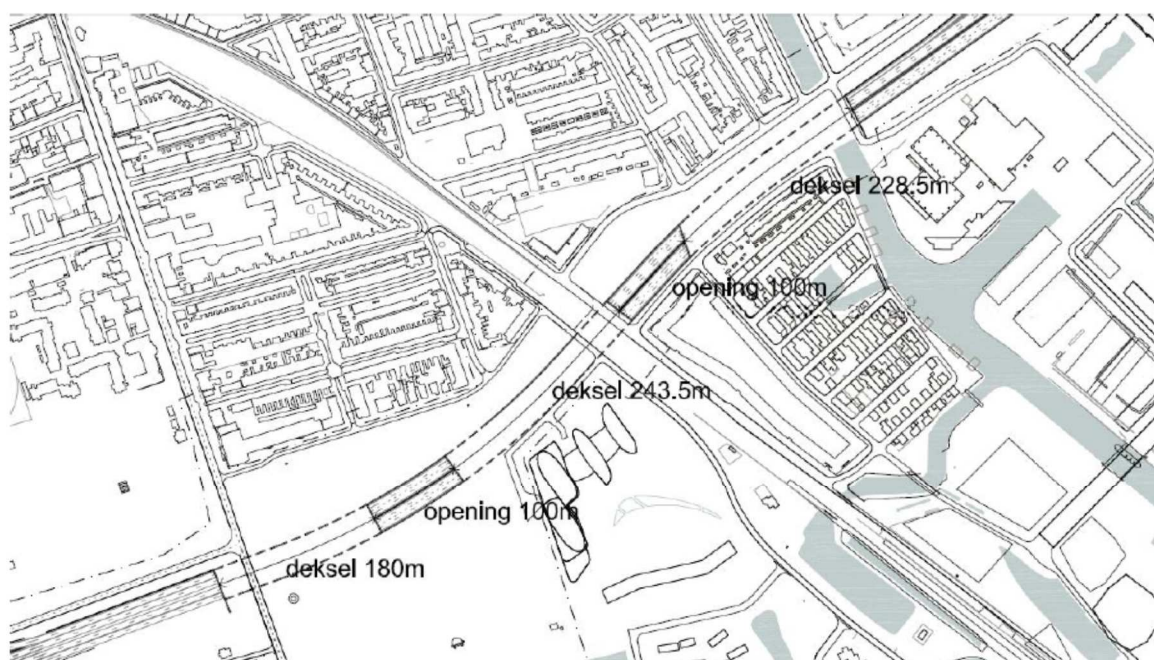 deksel 228.5m
opening 100m
deksel 243.5m
opening 100m
deksel 180m